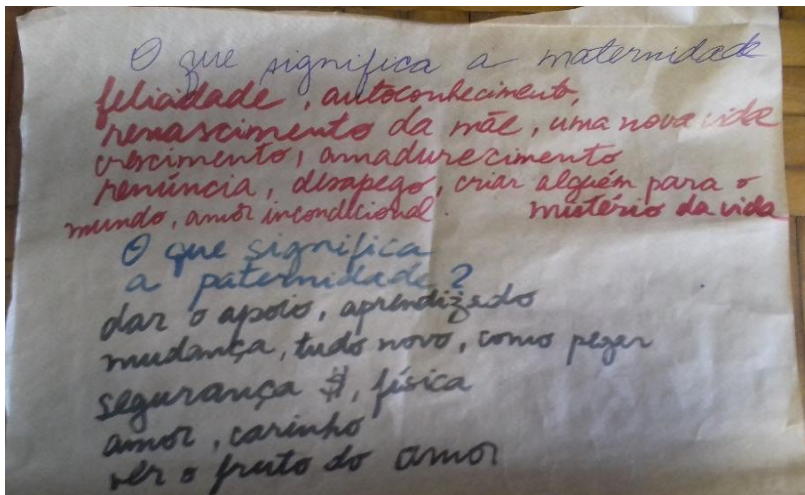 O que significa a maternidade
felicidade, autoconhecimento,
renascimento da mãe, uma nova vida
crescimento, amadurecimento
renúncia, desapego, criar alguém para o
mundo, amor incondicional. mistério da vida
O que significa
a paternidade?
dar o apoio, aprendizado
mudança, tudo novo, como pegar
segurança $, física
amor, carinho
ver o fruto do amor